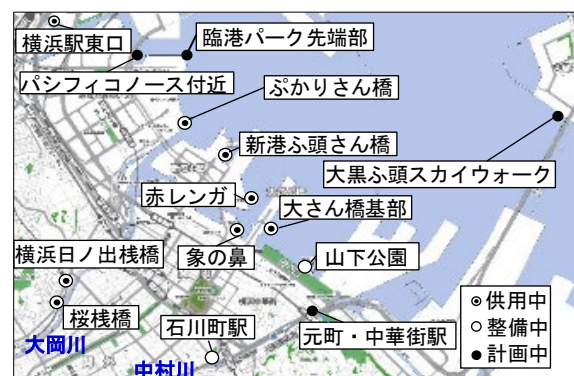 横浜駅東口
臨港パーク先端部
パシフィコノース付近
ぷかりさん橋
新港ふ頭さん橋
大黒ふ頭スカイウォーク
赤レンガ
大さん橋基部
横浜日ノ出桟橋
象の鼻
山下公園
桜桟橋
石川町駅
元町・中華街駅
大岡川
中村川
◉供用中
○整備中
●計画中